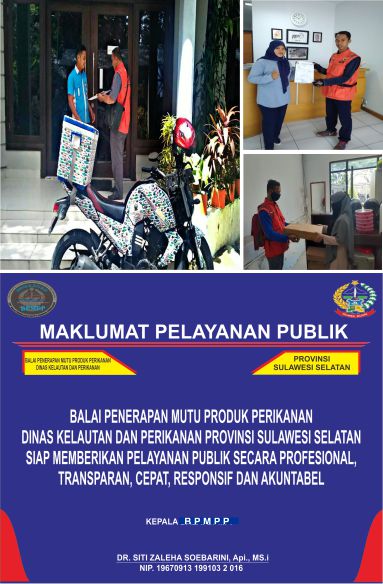 BPMPP
MAKLUMAT PELAYANAN PUBLIK
BALAI PENERAPAN MUTU PRODUK PERIKANAN
DINAS KELAUTAN DAN PERIKANAN
PROVINSI
SULAWESI SELATAN
BALAI PENERAPAN MUTU PRODUK PERIKANAN
DINAS KELAUTAN DAN PERIKANAN PROVINSI SULAWESI SELATAN
SIAP MEMBERIKAN PELAYANAN PUBLIK SECARA PROFESIONAL,
TRANSPARAN, CEPAT, RESPONSIF DAN AKUNTABEL
KEPALA B P M P P
DR. SITI ZALEHA SOEBARINI, Api., MS.i
NIP. 19670913 199103 2 016